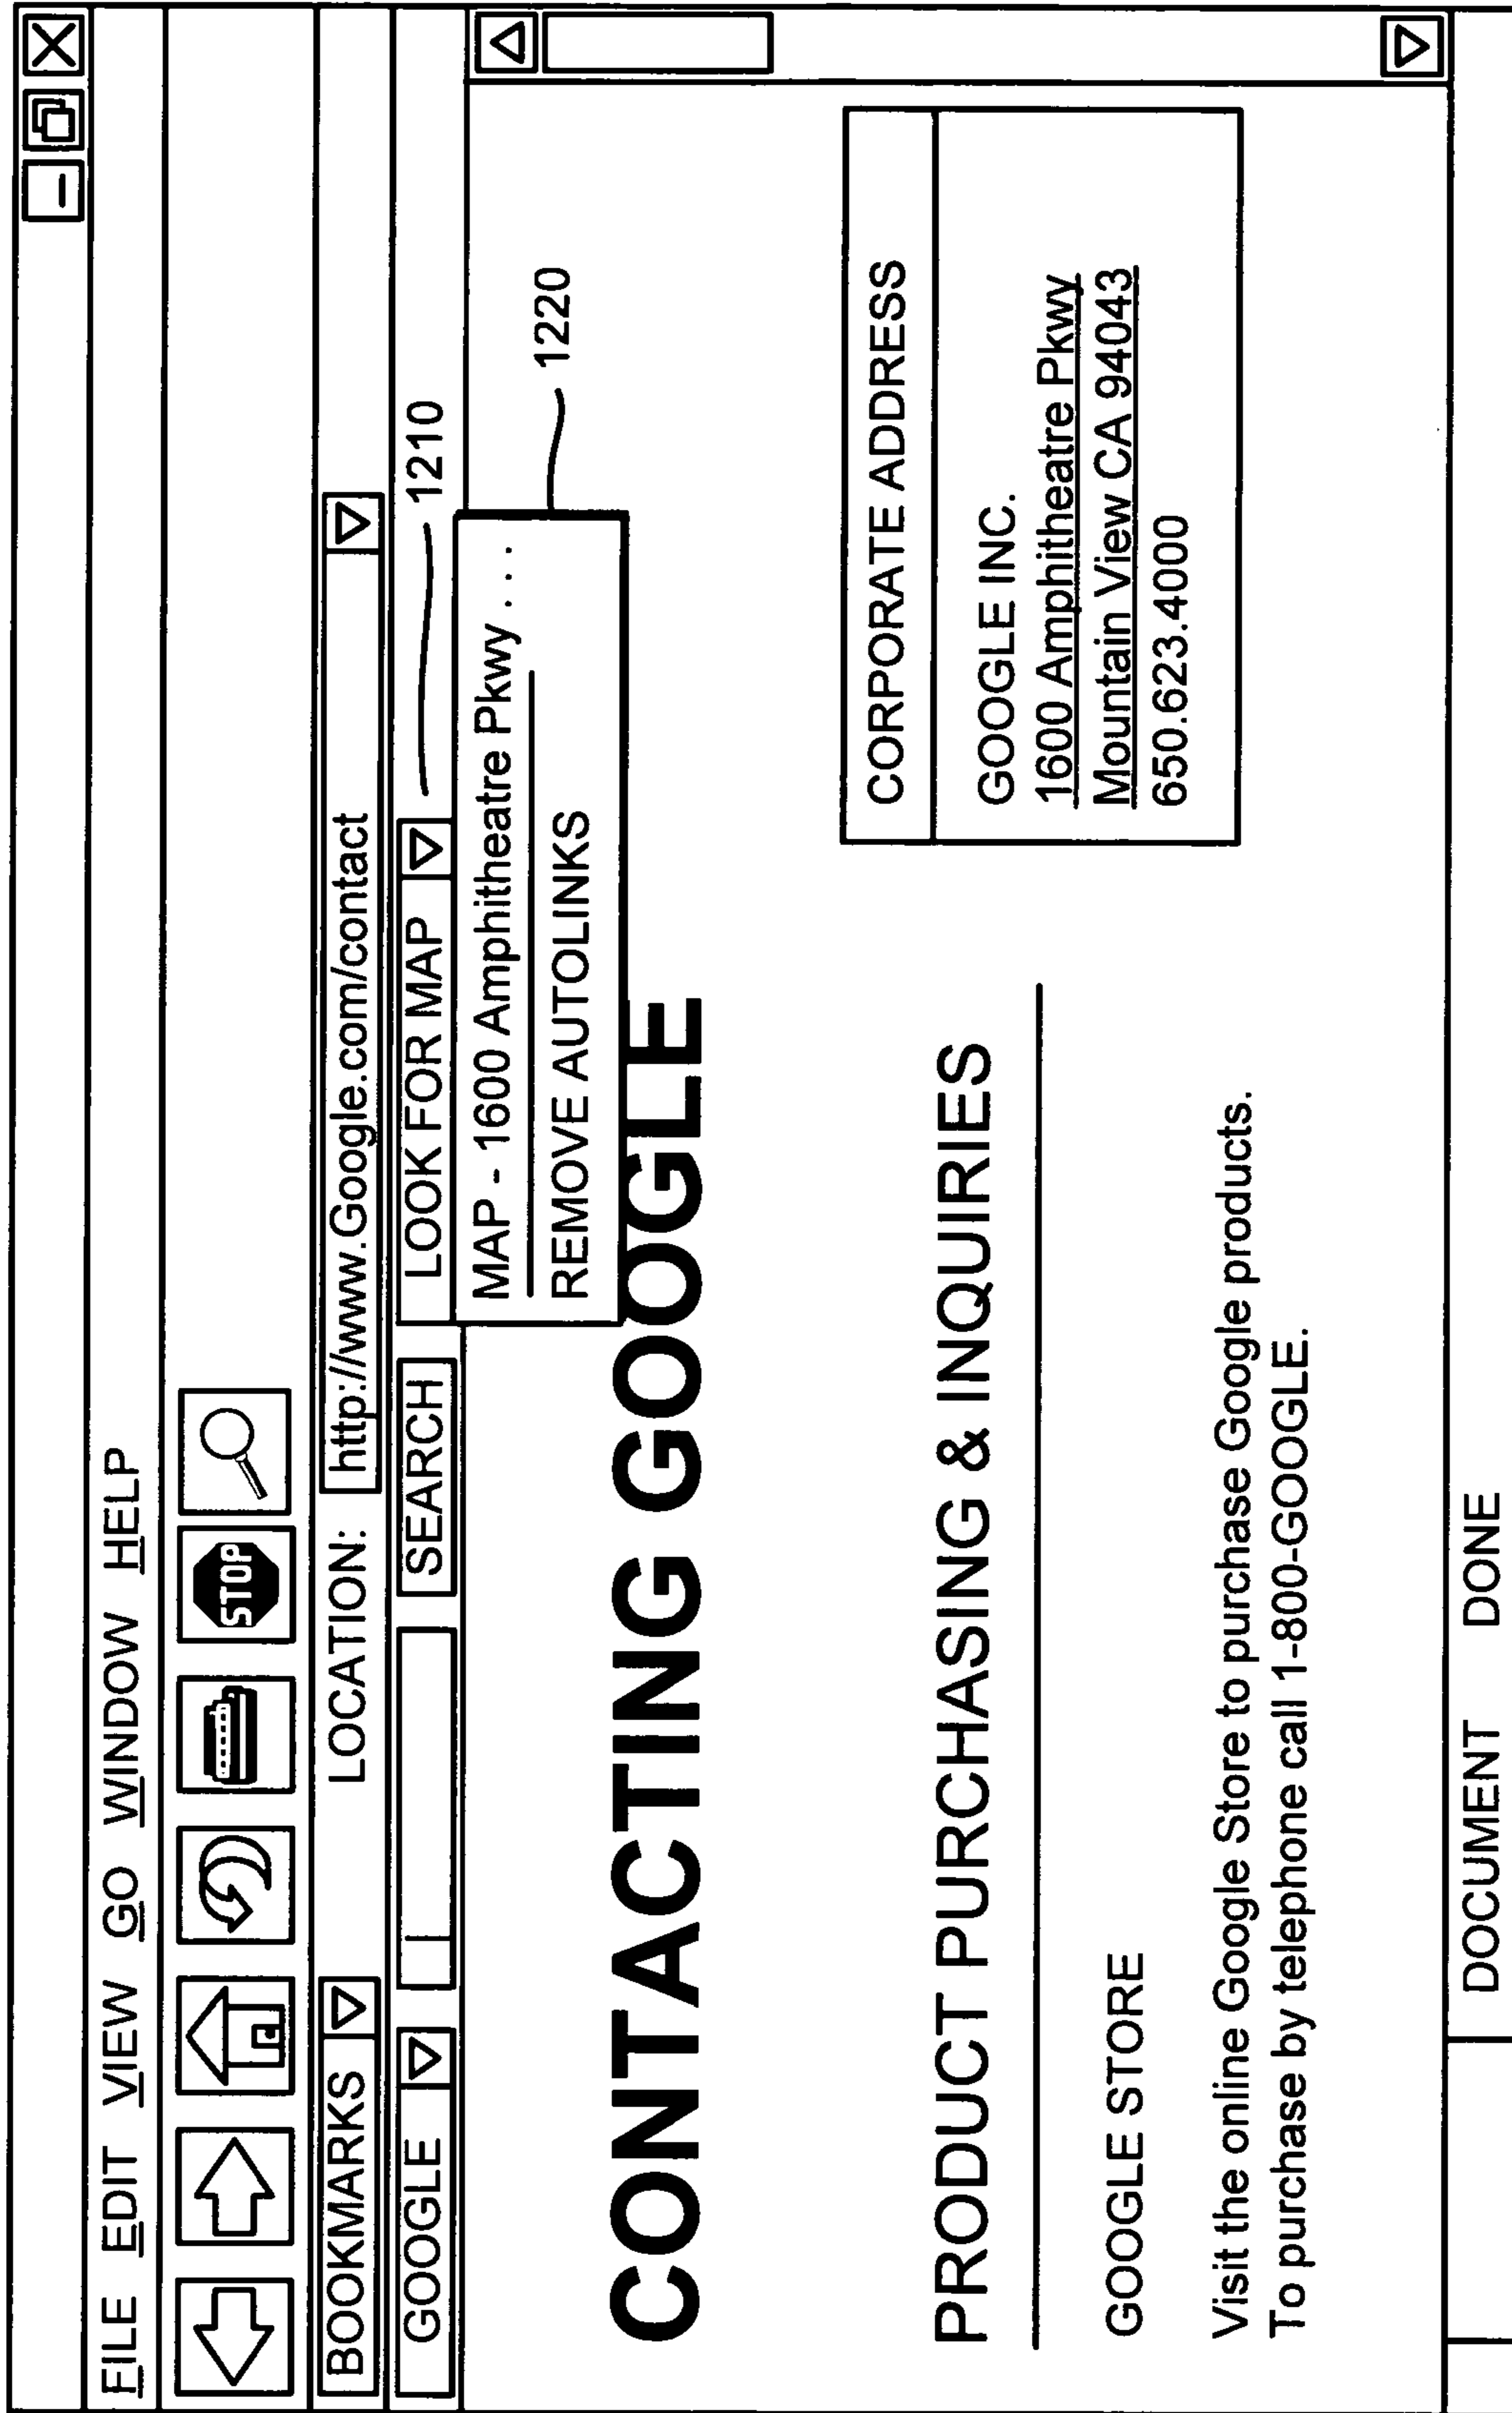 FILE EDIT VIEW GO WINDOW HELP
STOP
BOOKMARKS LOCATION: http://www.Google.com/contact
GOOGLE SEARCH LOOK FOR MAP 1210
MAP - 1600 Amphitheatre Pkwy . . .
REMOVE AUTOLINKS
1220
CONTACTING GOOGLE
PRODUCT PURCHASING & INQUIRIES
GOOGLE STORE
Visit the online Google Store to purchase Google products.
To purchase by telephone call 1-800-GOOGLE.
CORPORATE ADDRESS
GOOGLE INC.
1600 Amphitheatre Pkwy
Mountain View CA 94043
650.623.4000
DOCUMENT DONE